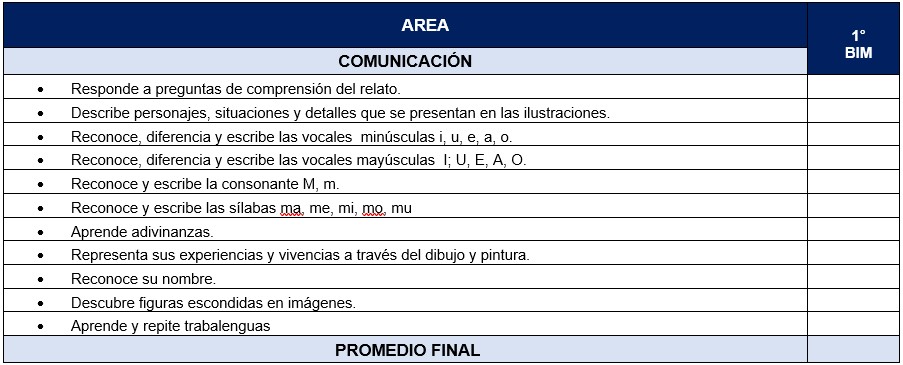 AREA
1°
BIM
COMUNICACIÓN
• Responde a preguntas de comprensión del relato.
• Describe personajes, situaciones y detalles que se presentan en las ilustraciones.
• Reconoce, diferencia y escribe las vocales  minúsculas i, u, e, a, o.
• Reconoce, diferencia y escribe las vocales mayúsculas  I; U, E, A, O.
• Reconoce y escribe la consonante M, m.
• Reconoce y escribe las sílabas ma, me, mi, mo, mu
• Aprende adivinanzas.
• Representa sus experiencias y vivencias a través del dibujo y pintura.
• Reconoce su nombre.
• Descubre figuras escondidas en imágenes.
• Aprende y repite trabalenguas
PROMEDIO FINAL